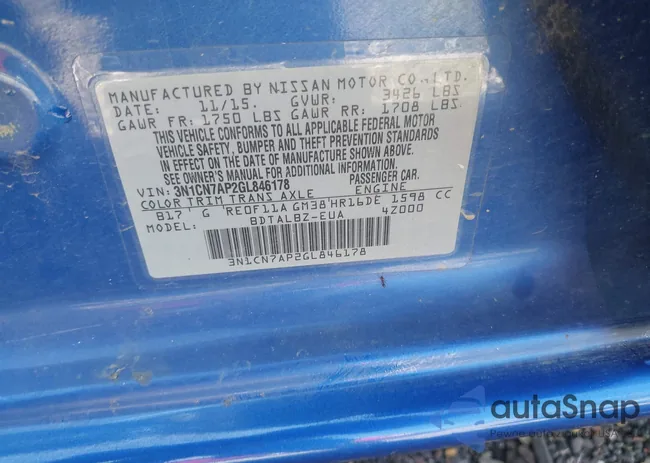 MANUFACTURED BY NISSAN MOTOR CO., LTD.
DATE: 11/15. GVWR: 3426 LBS
GAWR FR: 1750 LBS GAWR RR: 1708 LBS
THIS VEHICLE CONFORMS TO ALL APPLICABLE FEDERAL MOTOR
VEHICLE SAFETY, BUMPER AND THEFT PREVENTION STANDARDS
IN EFFECT ON THE DATE OF MANUFACTURE SHOWN ABOVE.
SEE OWNER'S MANUAL FOR ADDITIONAL INFORMATION.
VIN: 3N1CN7AP2GL846178 PASSENGER CAR.
COLOR TRIM TRANS AXLE ENGINE
B17 G RE0F11A GM38 HR16DE 1598 CC
BDTALBZ-EUA 4Z000
3N1CN7AP2GL846178
autaSnap